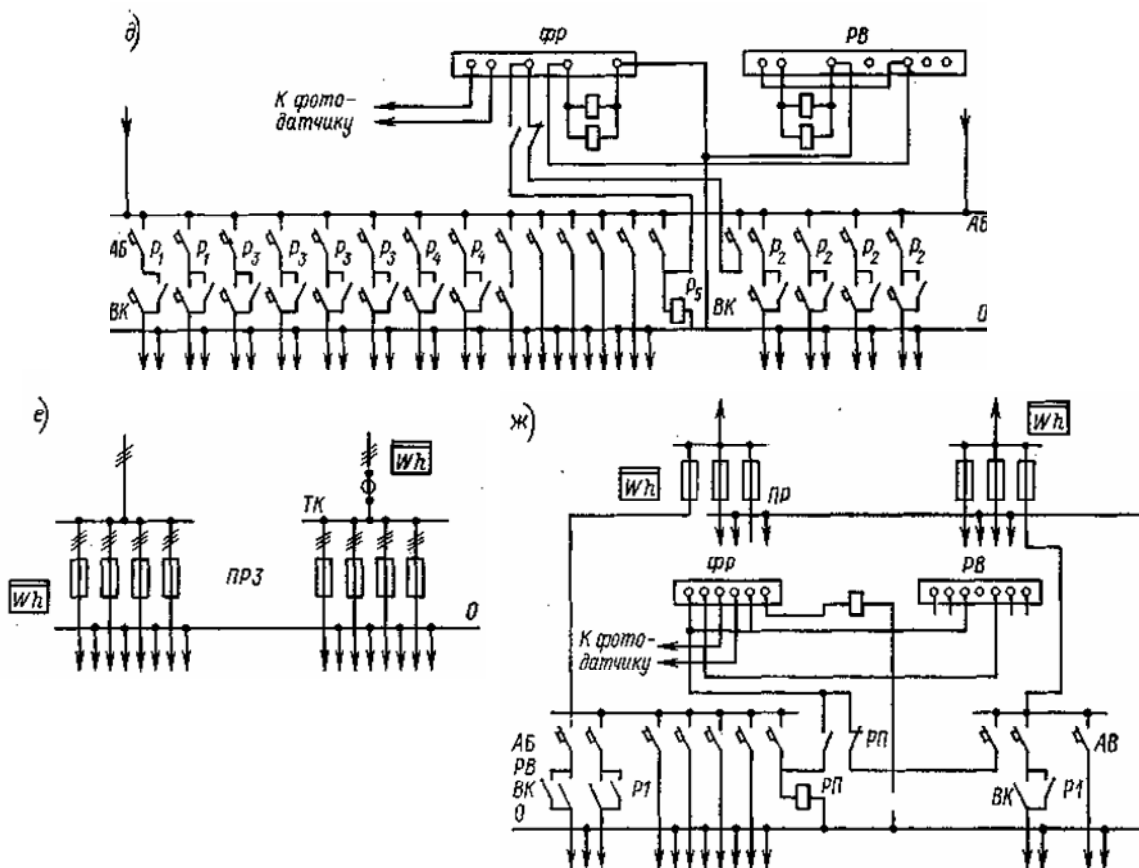 д)
ФР
РВ
К фото-
датчику
АБ
Р1
Р1
Р3
Р3
Р3
Р3
Р4
Р4
Р2
Р2
Р2
Р2
АВ
ВК
Р5
ВК
0
е)
Wh
ТК
Wh
ПР3
0
ж)
Wh
Wh
ПР
ФР
РВ
К фото-
датчику
АБ
РП
АВ
РВ
ВК
Р1
РП
ВК
Р1
0